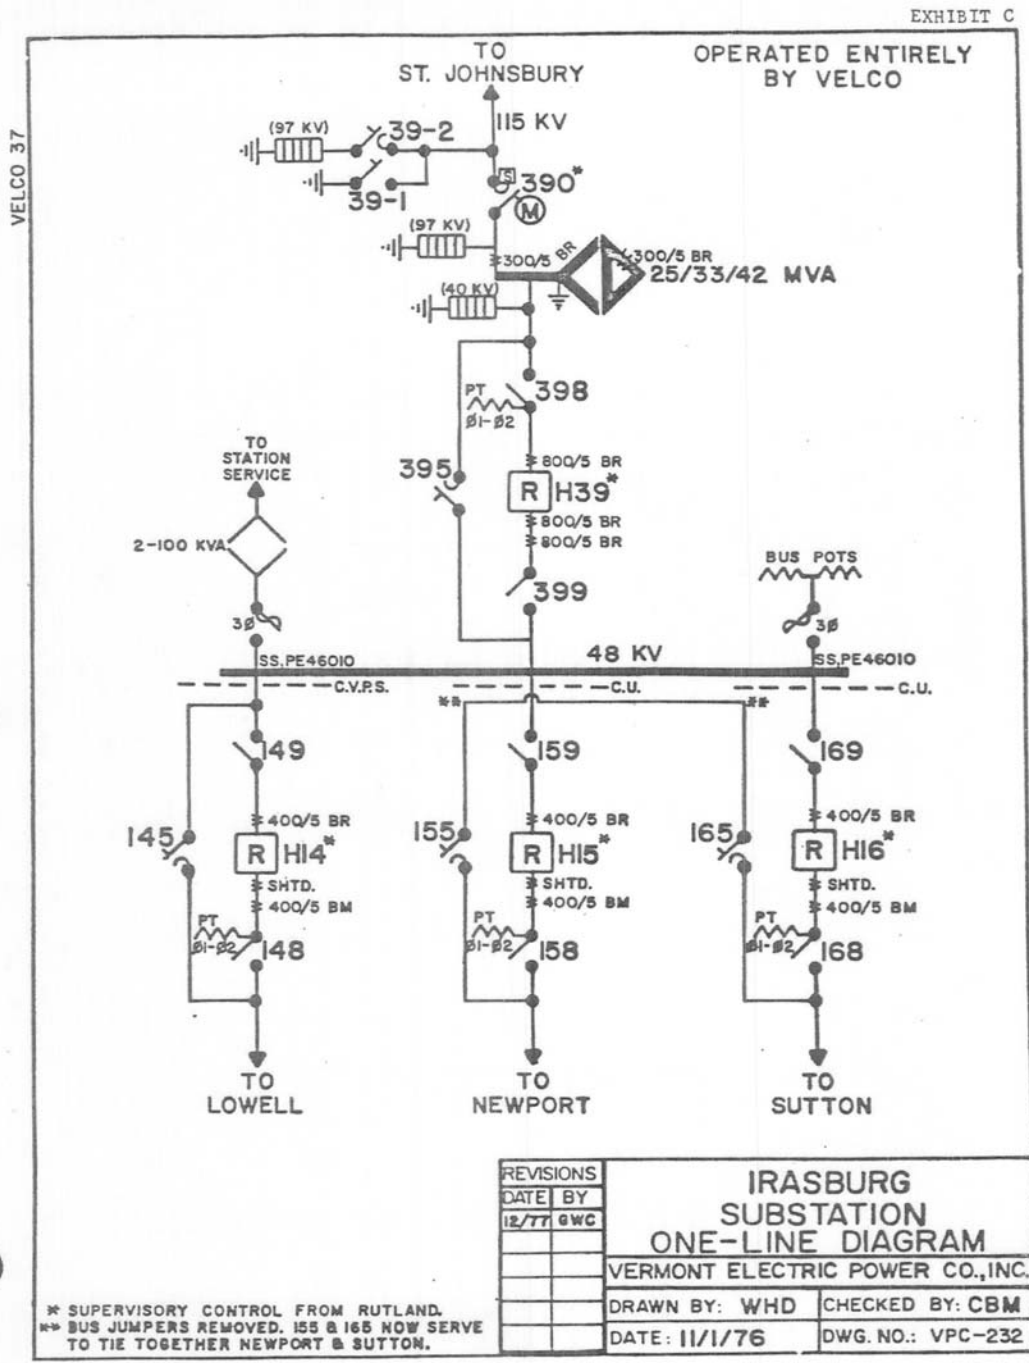 EXHIBIT C
VELCO 37
TO
ST. JOHNSBURY
OPERATED ENTIRELY
BY VELCO
115 KV
(97 KV)
39-2
39-1
S
390*
M
(97 KV)
300/5 BR
300/5 BR
25/33/42 MVA
(40 KV)
398
PT
Ø1-Ø2
395
800/5 BR
R H39*
800/5 BR
800/5 BR
399
TO
STATION
SERVICE
2-100 KVA
3Ø
BUS POTS
3Ø
SS,PE46010
48 KV
SS,PE46010
C.V.P.S.
C.U.
C.U.
**
**
149
159
169
400/5 BR
400/5 BR
400/5 BR
145
R H14*
155
R H15*
165
R H16*
SHTD.
SHTD.
SHTD.
400/5 BM
400/5 BM
400/5 BM
PT
Ø1-Ø2
148
PT
Ø1-Ø2
158
PT
Ø1-Ø2
168
TO
LOWELL
TO
NEWPORT
TO
SUTTON
REVISIONS
DATE BY
12/77 GWC
IRASBURG
SUBSTATION
ONE-LINE DIAGRAM
VERMONT ELECTRIC POWER CO.,INC.
DRAWN BY: WHD
CHECKED BY: CBM
DATE: 11/1/76
DWG. NO.: VPC-232
* SUPERVISORY CONTROL FROM RUTLAND.
** BUS JUMPERS REMOVED. 155 & 165 NOW SERVE
TO TIE TOGETHER NEWPORT & SUTTON.